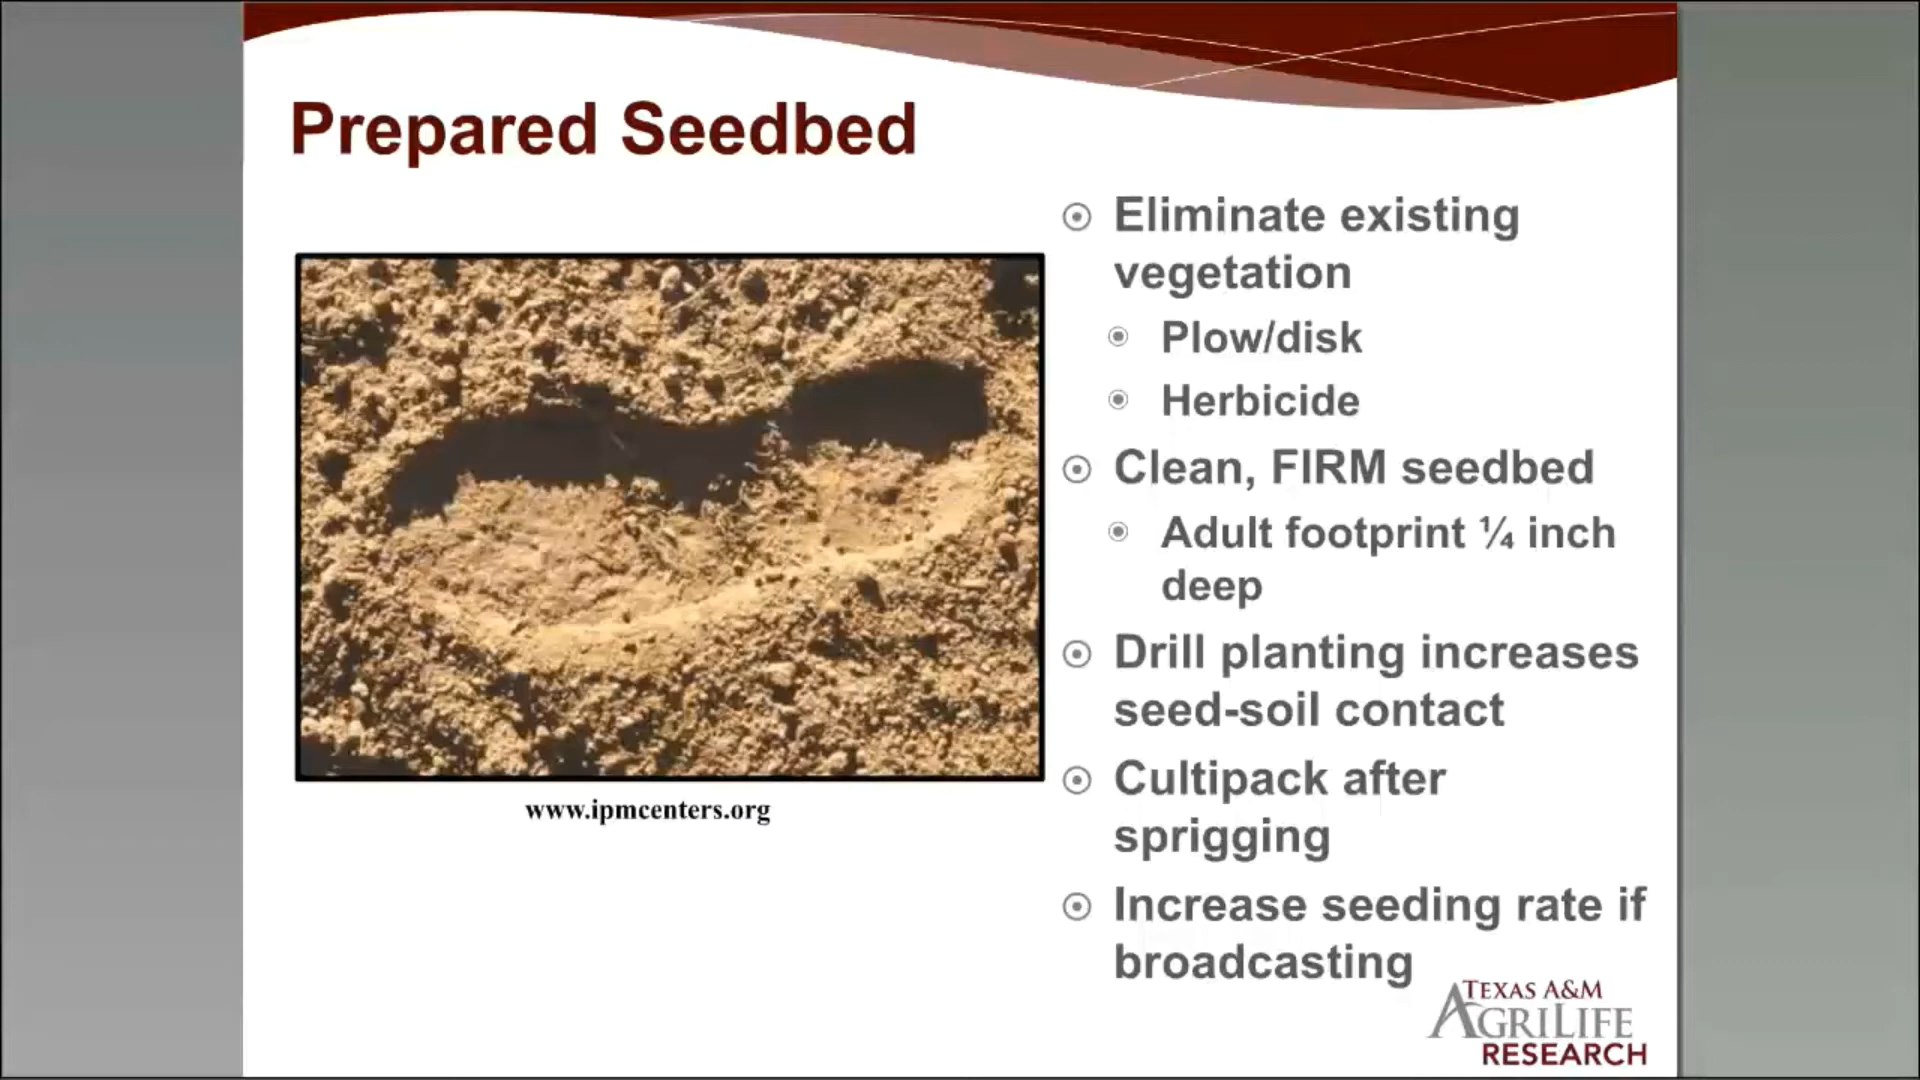 Prepared Seedbed
Eliminate existing
vegetation
Plow/disk
Herbicide
Clean, FIRM seedbed
Adult footprint ¼ inch
deep
Drill planting increases
seed-soil contact
Cultipack after
sprigging
Increase seeding rate if
broadcasting
www.ipmcenters.org
TEXAS A&M
AGRILIFE
RESEARCH